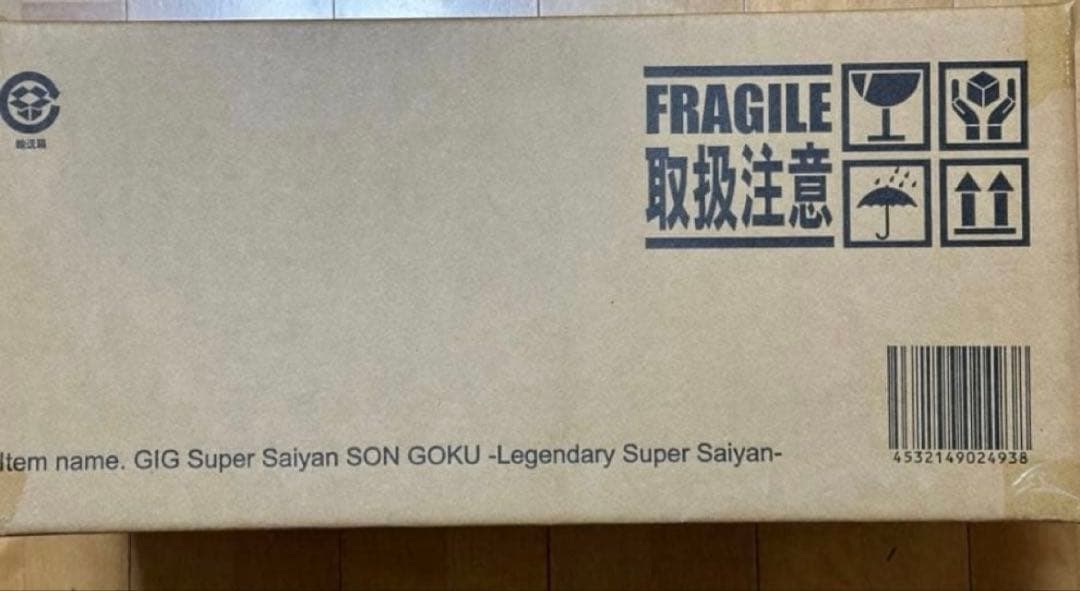 FRAGILE
取扱注意
Item name. GIG Super Saiyan SON GOKU -Legendary Super Saiyan-
4532149024938